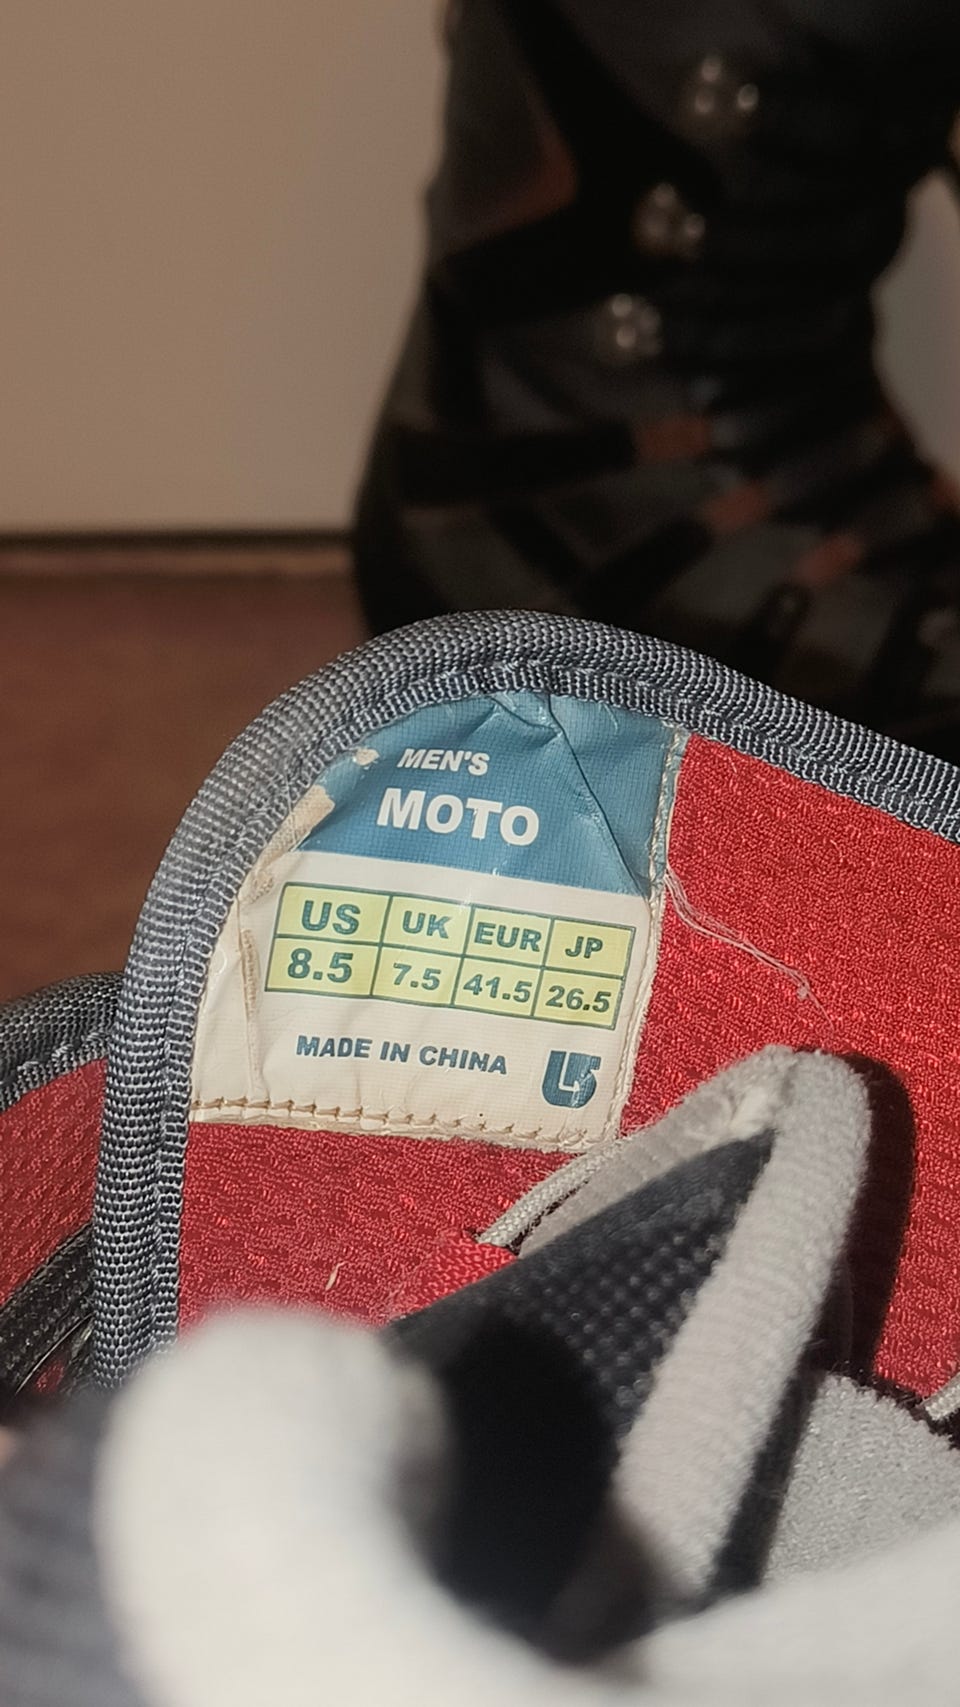 MEN'S
MOTO
US UK EUR JP
8.5 7.5 41.5 26.5
MADE IN CHINA